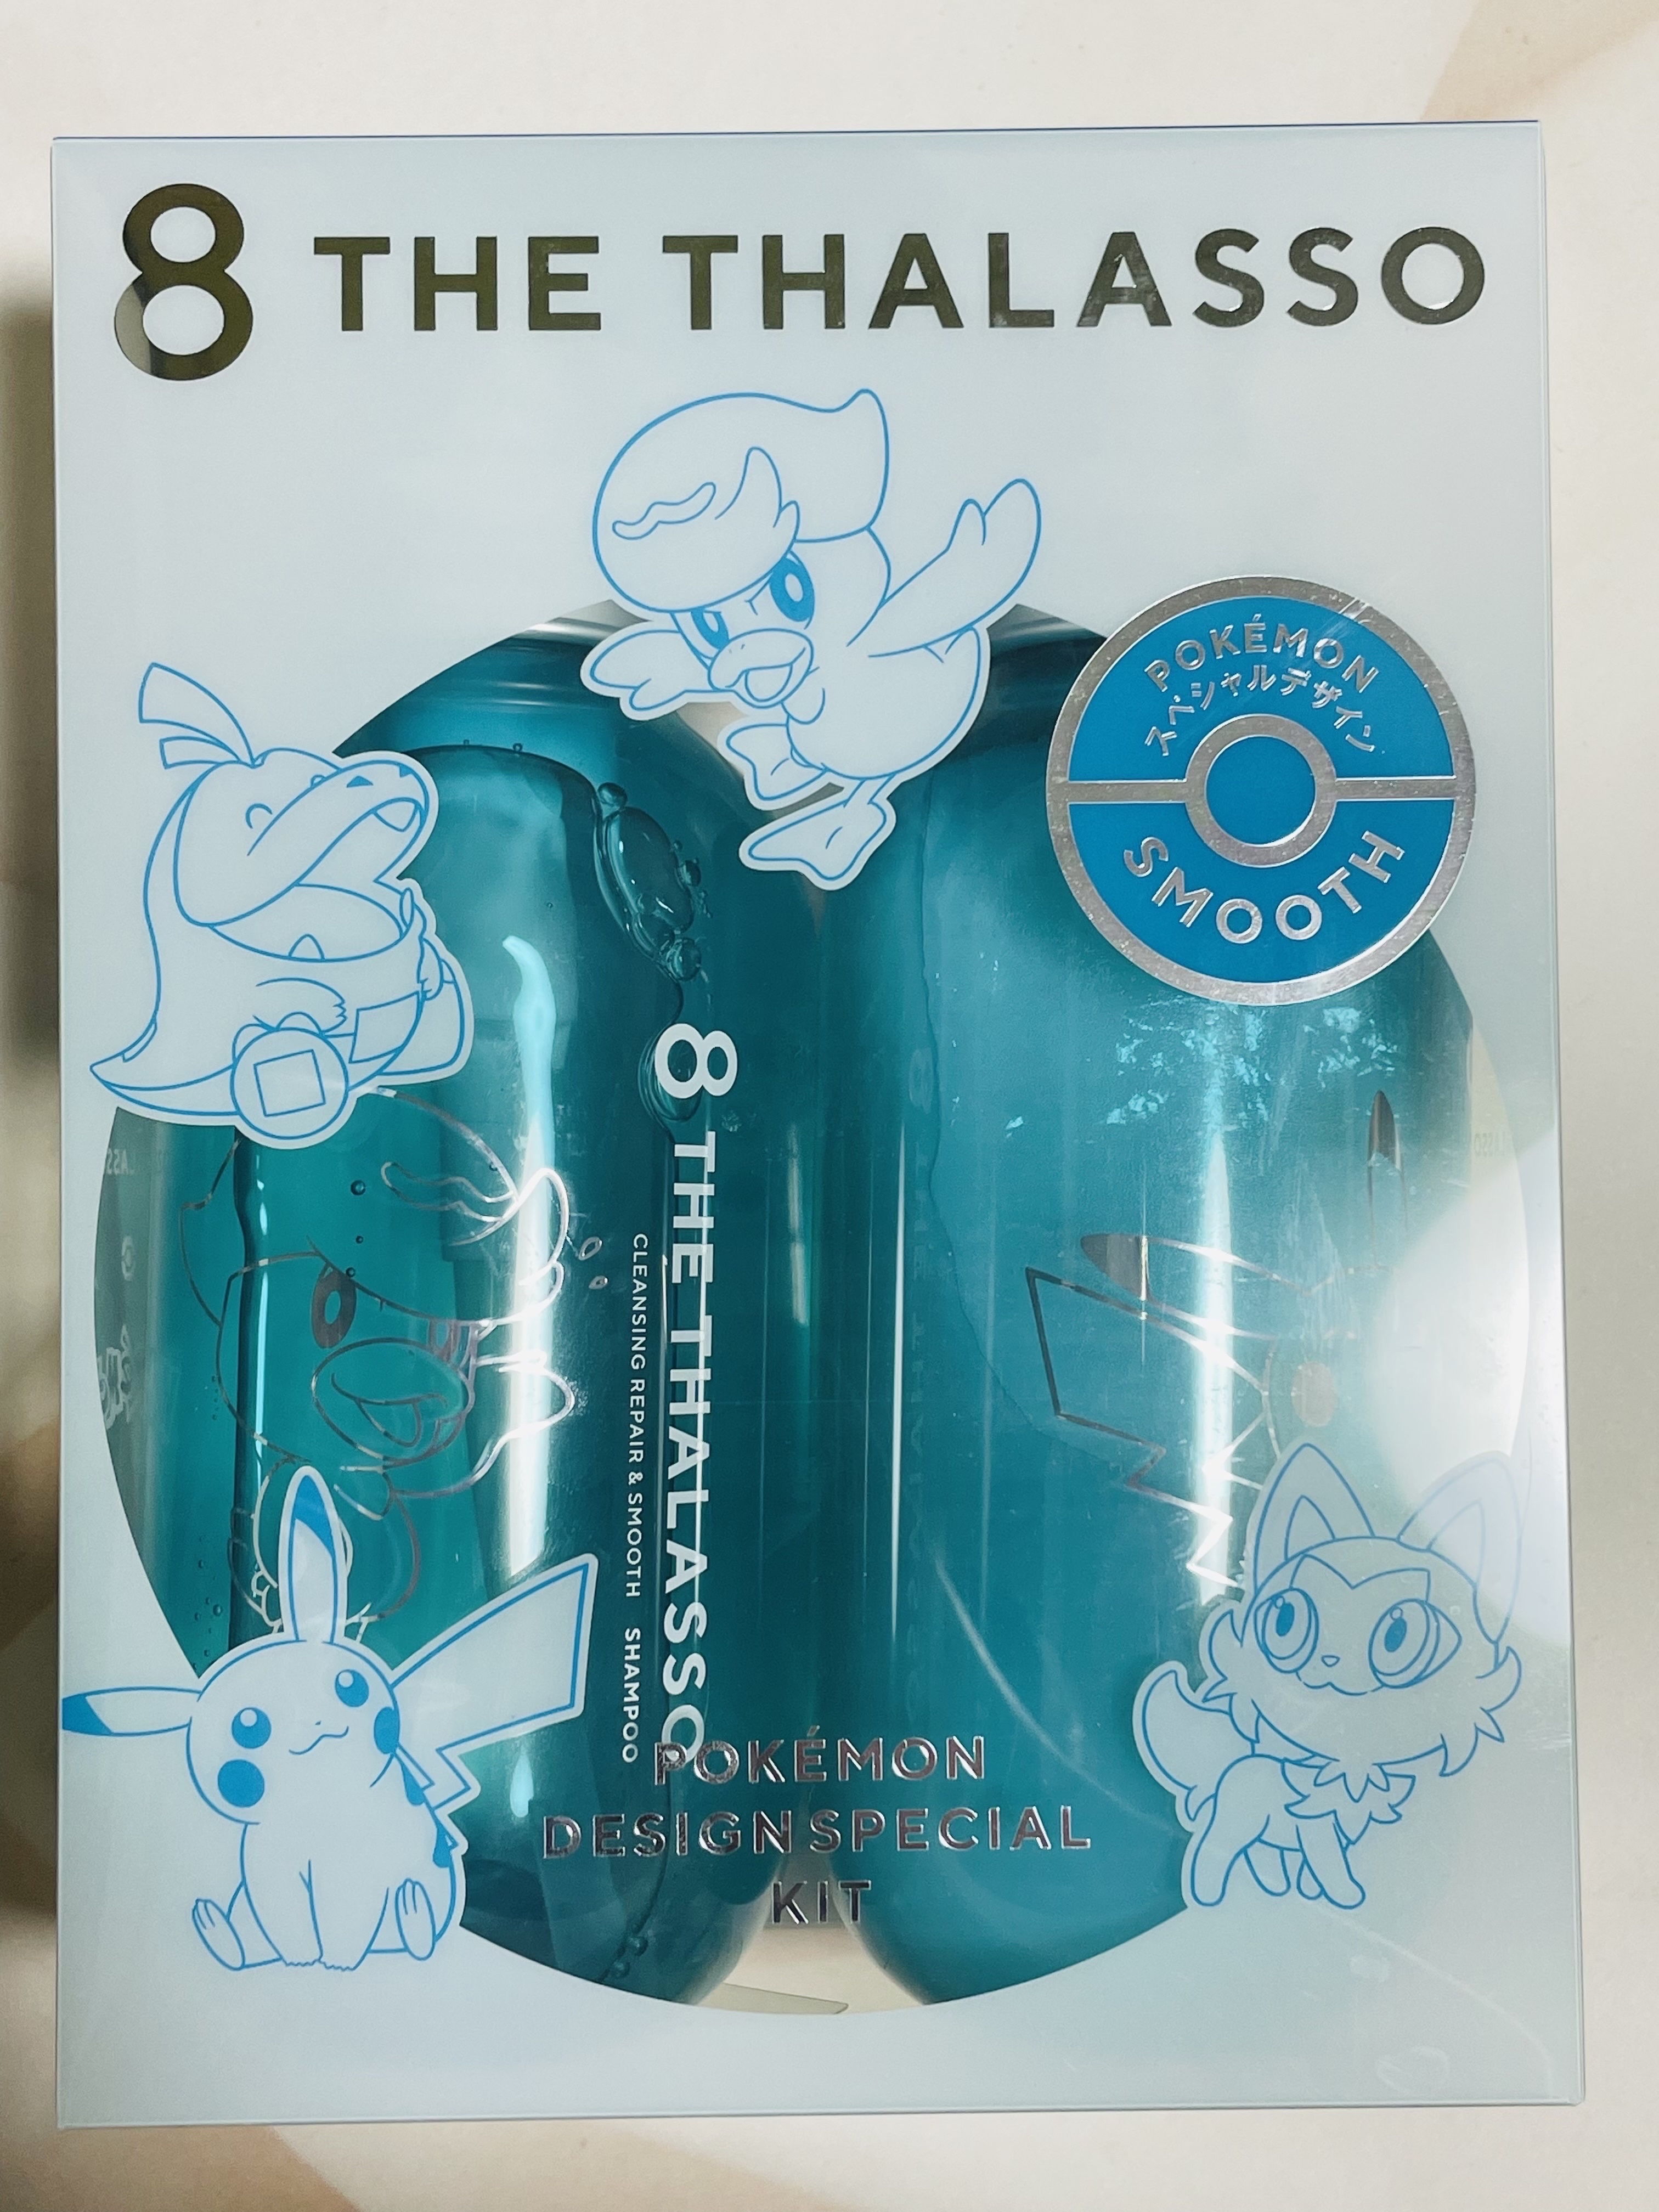 8 THE THALASSO
POKÉMON
スペシャルデザイン
SMOOTH
8 THE THALASSO
CLEANSING REPAIR & SMOOTH SHAMPOO
POKÉMON
DESIGN SPECIAL
KIT